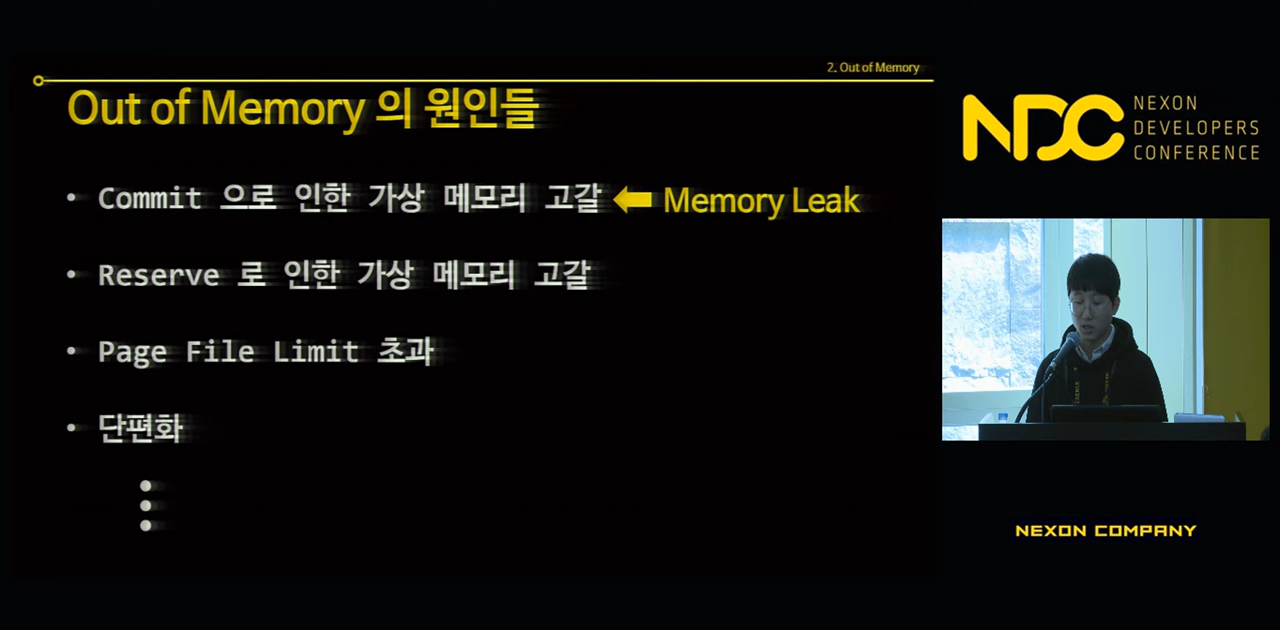 2. Out of Memory
Out of Memory 의 원인들
• Commit 으로 인한 가상 메모리 고갈 Memory Leak
• Reserve 로 인한 가상 메모리 고갈
• Page File Limit 초과
• 단편화
NDC
NEXON
DEVELOPERS
CONFERENCE
NEXON COMPANY